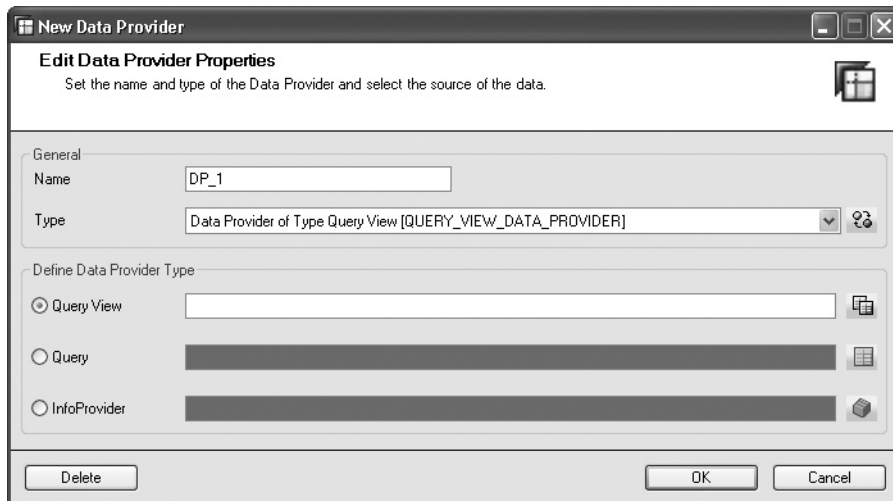 New Data Provider
Edit Data Provider Properties
Set the name and type of the Data Provider and select the source of the data.
General
Name DP_1
Type Data Provider of Type Query View [QUERY_VIEW_DATA_PROVIDER]
Define Data Provider Type
Query View
Query
InfoProvider
Delete OK Cancel